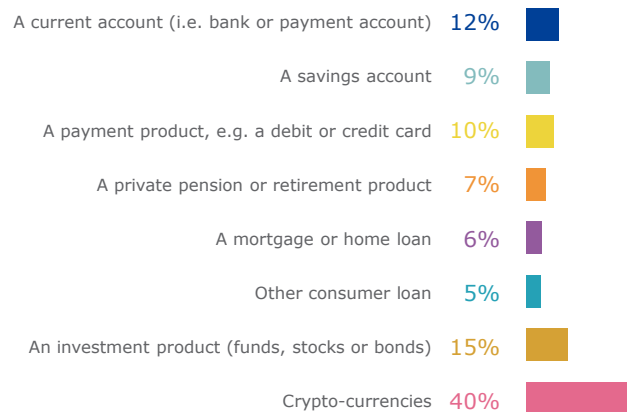 A current account (i.e. bank or payment account) 12%
A savings account 9%
A payment product, e.g. a debit or credit card 10%
A private pension or retirement product 7%
A mortgage or home loan 6%
Other consumer loan 5%
An investment product (funds, stocks or bonds) 15%
Crypto-currencies 40%